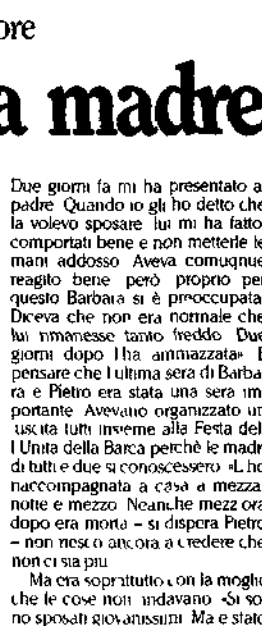 ore
a madre
Due giorni fa mi ha presentato a
padre Quando io gli ho detto che
la volevo sposare lui mi ha fatto
comportati bene e non metterle le
mani addosso Aveva comuqnue
reagito bene però proprio per
questo Barbara si è preoccupata
Diceva che non era normale che
lui rimanesse tanto freddo Due
giorni dopo l ha ammazzata» E
pensare che l ultima sera di Barba
ra e Pietro era stata una sera im
portante Avevano organizzato un
uscita tutti insieme alla Festa del
l Unita della Barca perchè le madri
di tutti e due si conoscessero «L ho
riaccompagnata a casa a mezza
notte e mezzo Neanche mezz ora
dopo era morta – si dispera Pietro
– non riesco ancora a credere che
non ci sia piu
Ma era soprattutto con la moglie
che le cose non andavano «Si so
no sposati giovanissimi Ma e stato